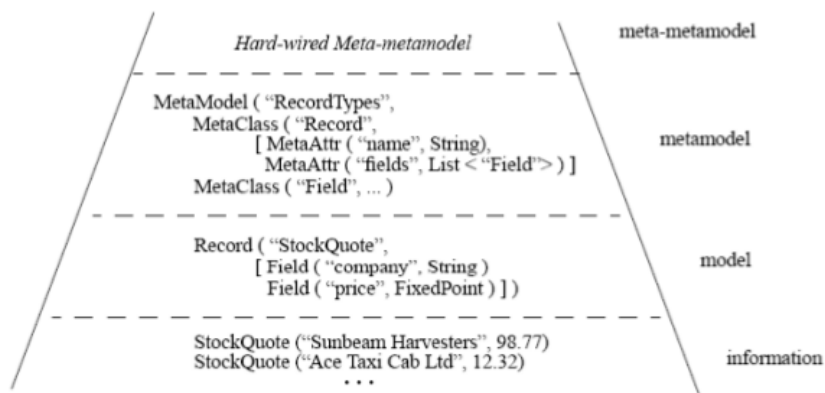 Hard-wired Meta-metamodel
meta-metamodel
MetaModel ( “RecordTypes”,
MetaClass ( “Record”,
[ MetaAttr ( “name”, String),
MetaAttr ( “fields”, List < “Field”> ) ]
MetaClass ( “Field”, ... )
metamodel
Record ( “StockQuote”,
[ Field ( “company”, String )
Field ( “price”, FixedPoint ) ] )
model
StockQuote (“Sunbeam Harvesters”, 98.77)
StockQuote (“Ace Taxi Cab Ltd”, 12.32)
• • •
information